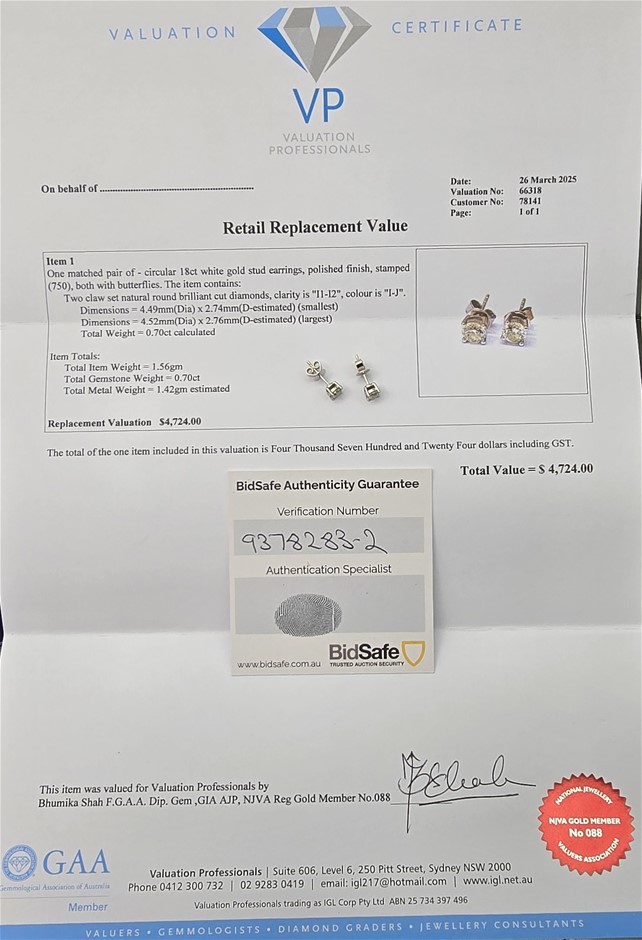 VALUATION CERTIFICATE
VP
VALUATION
PROFESSIONALS
On behalf of ........................................................
Date: 26 March 2025
Valuation No: 66318
Customer No: 78141
Page: 1 of 1
Retail Replacement Value
Item 1
One matched pair of - circular 18ct white gold stud earrings, polished finish, stamped
(750), both with butterflies. The item contains:
Two claw set natural round brilliant cut diamonds, clarity is "I1-I2", colour is "I-J".
Dimensions = 4.49mm(Dia) x 2.74mm(D-estimated) (smallest)
Dimensions = 4.52mm(Dia) x 2.76mm(D-estimated) (largest)
Total Weight = 0.70ct calculated
Item Totals:
Total Item Weight = 1.56gm
Total Gemstone Weight = 0.70ct
Total Metal Weight = 1.42gm estimated
Replacement Valuation $4,724.00
The total of the one item included in this valuation is Four Thousand Seven Hundred and Twenty Four dollars including GST.
Total Value = $ 4,724.00
BidSafe Authenticity Guarantee
Verification Number
9378283-2
Authentication Specialist
www.bidsafe.com.au
BidSafe
TRUSTED AUCTION SECURITY
This item was valued for Valuation Professionals by
Bhumika Shah F.G.A.A. Dip. Gem ,GIA AJP, NJVA Reg Gold Member No.088
NATIONAL JEWELLERY
NJVA GOLD MEMBER
No 088
VALUERS ASSOCIATION
GAA
Gemmological Association of Australia
Member
Valuation Professionals | Suite 606, Level 6, 250 Pitt Street, Sydney NSW 2000
Phone 0412 300 732 | 02 9283 0419 | email: igl217@hotmail.com | www.igl.net.au
Valuation Professionals trading as IGL Corp Pty Ltd ABN 25 734 397 496
VALUERS • GEMMOLOGISTS • DIAMOND GRADERS • JEWELLERY CONSULTANTS